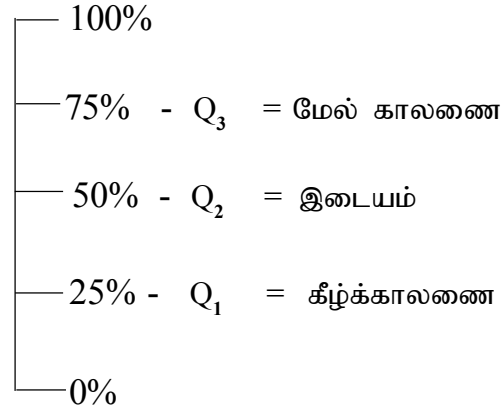 100%
75% - Q₃ = மேல் காலணை
50% - Q₂ = இடையம்
25% - Q₁ = கீழ்க்காலணை
0%